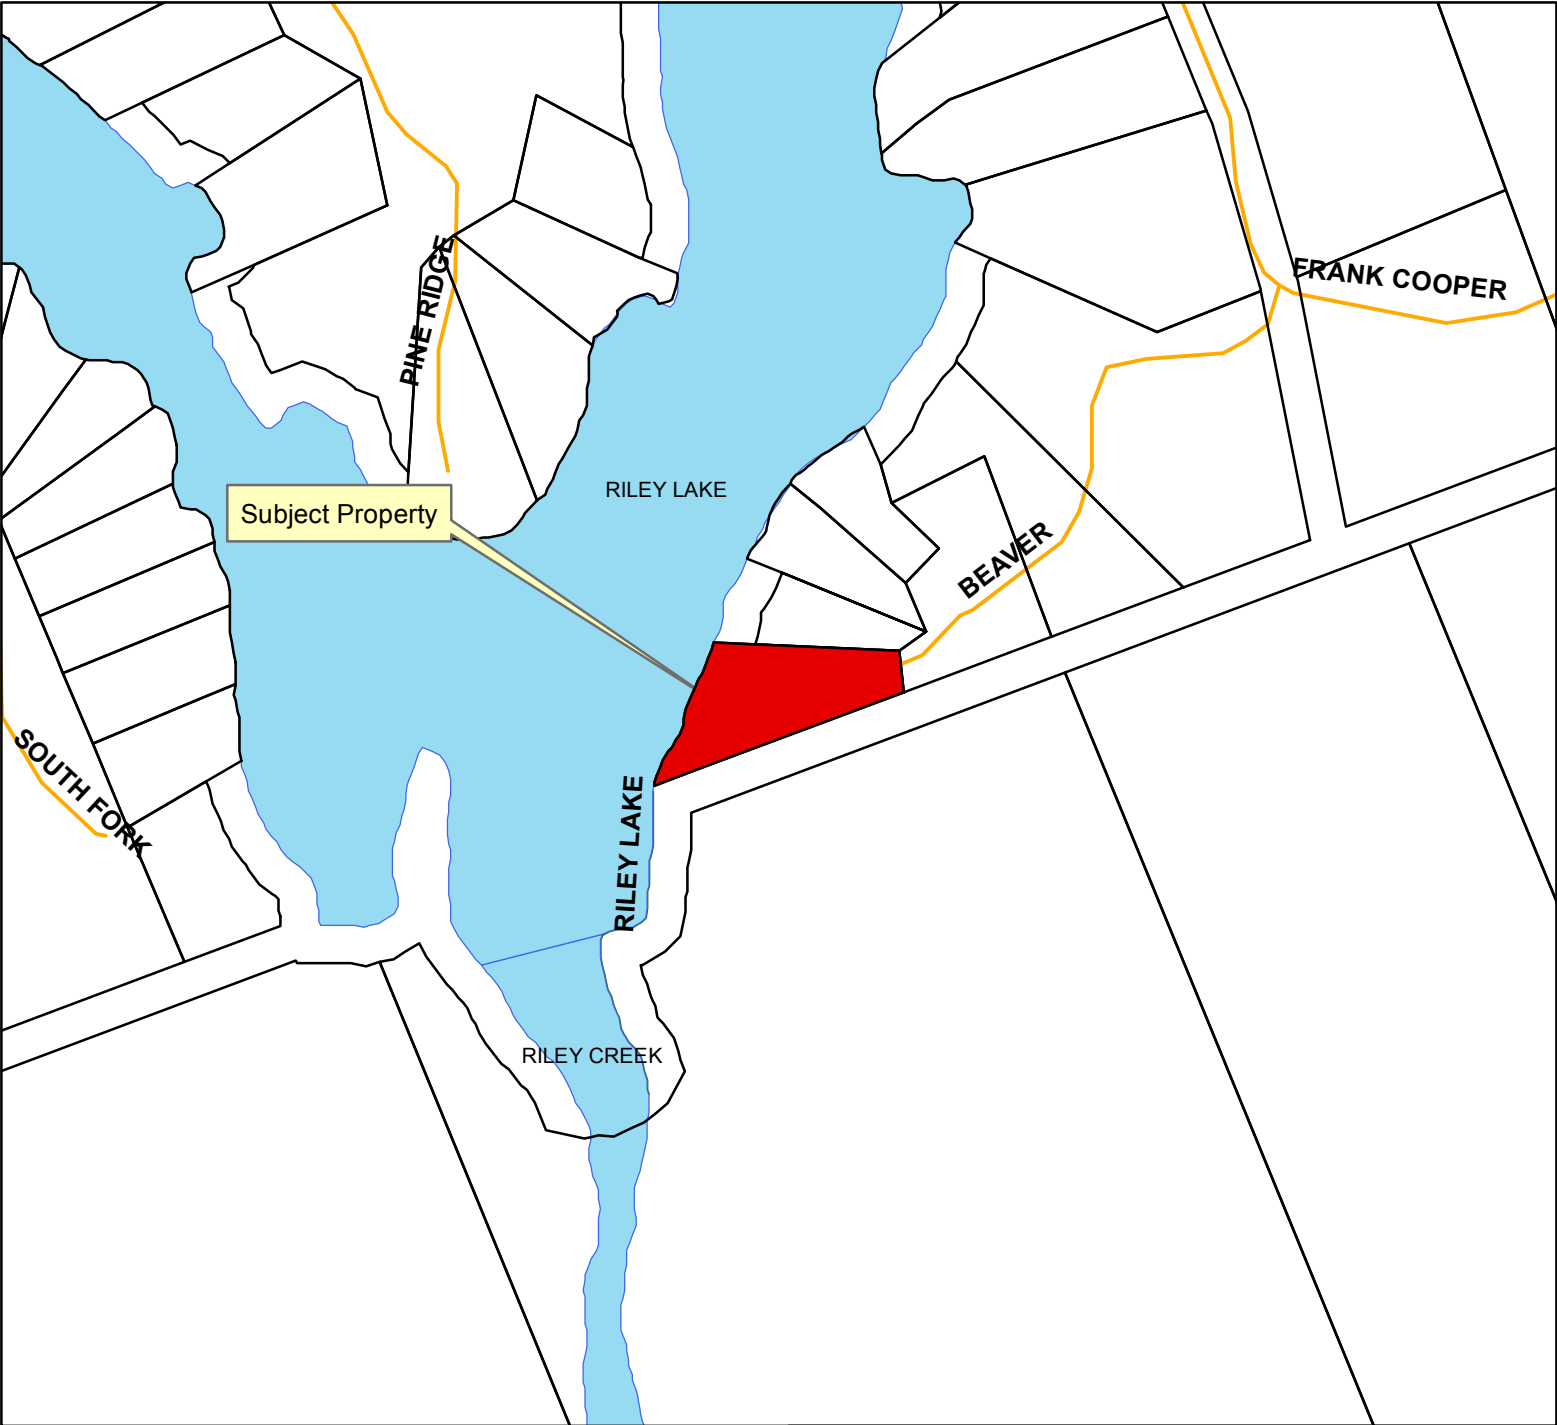 PINE RIDGE
FRANK COOPER
RILEY LAKE
Subject Property
BEAVER
SOUTH FORK
RILEY LAKE
RILEY CREEK